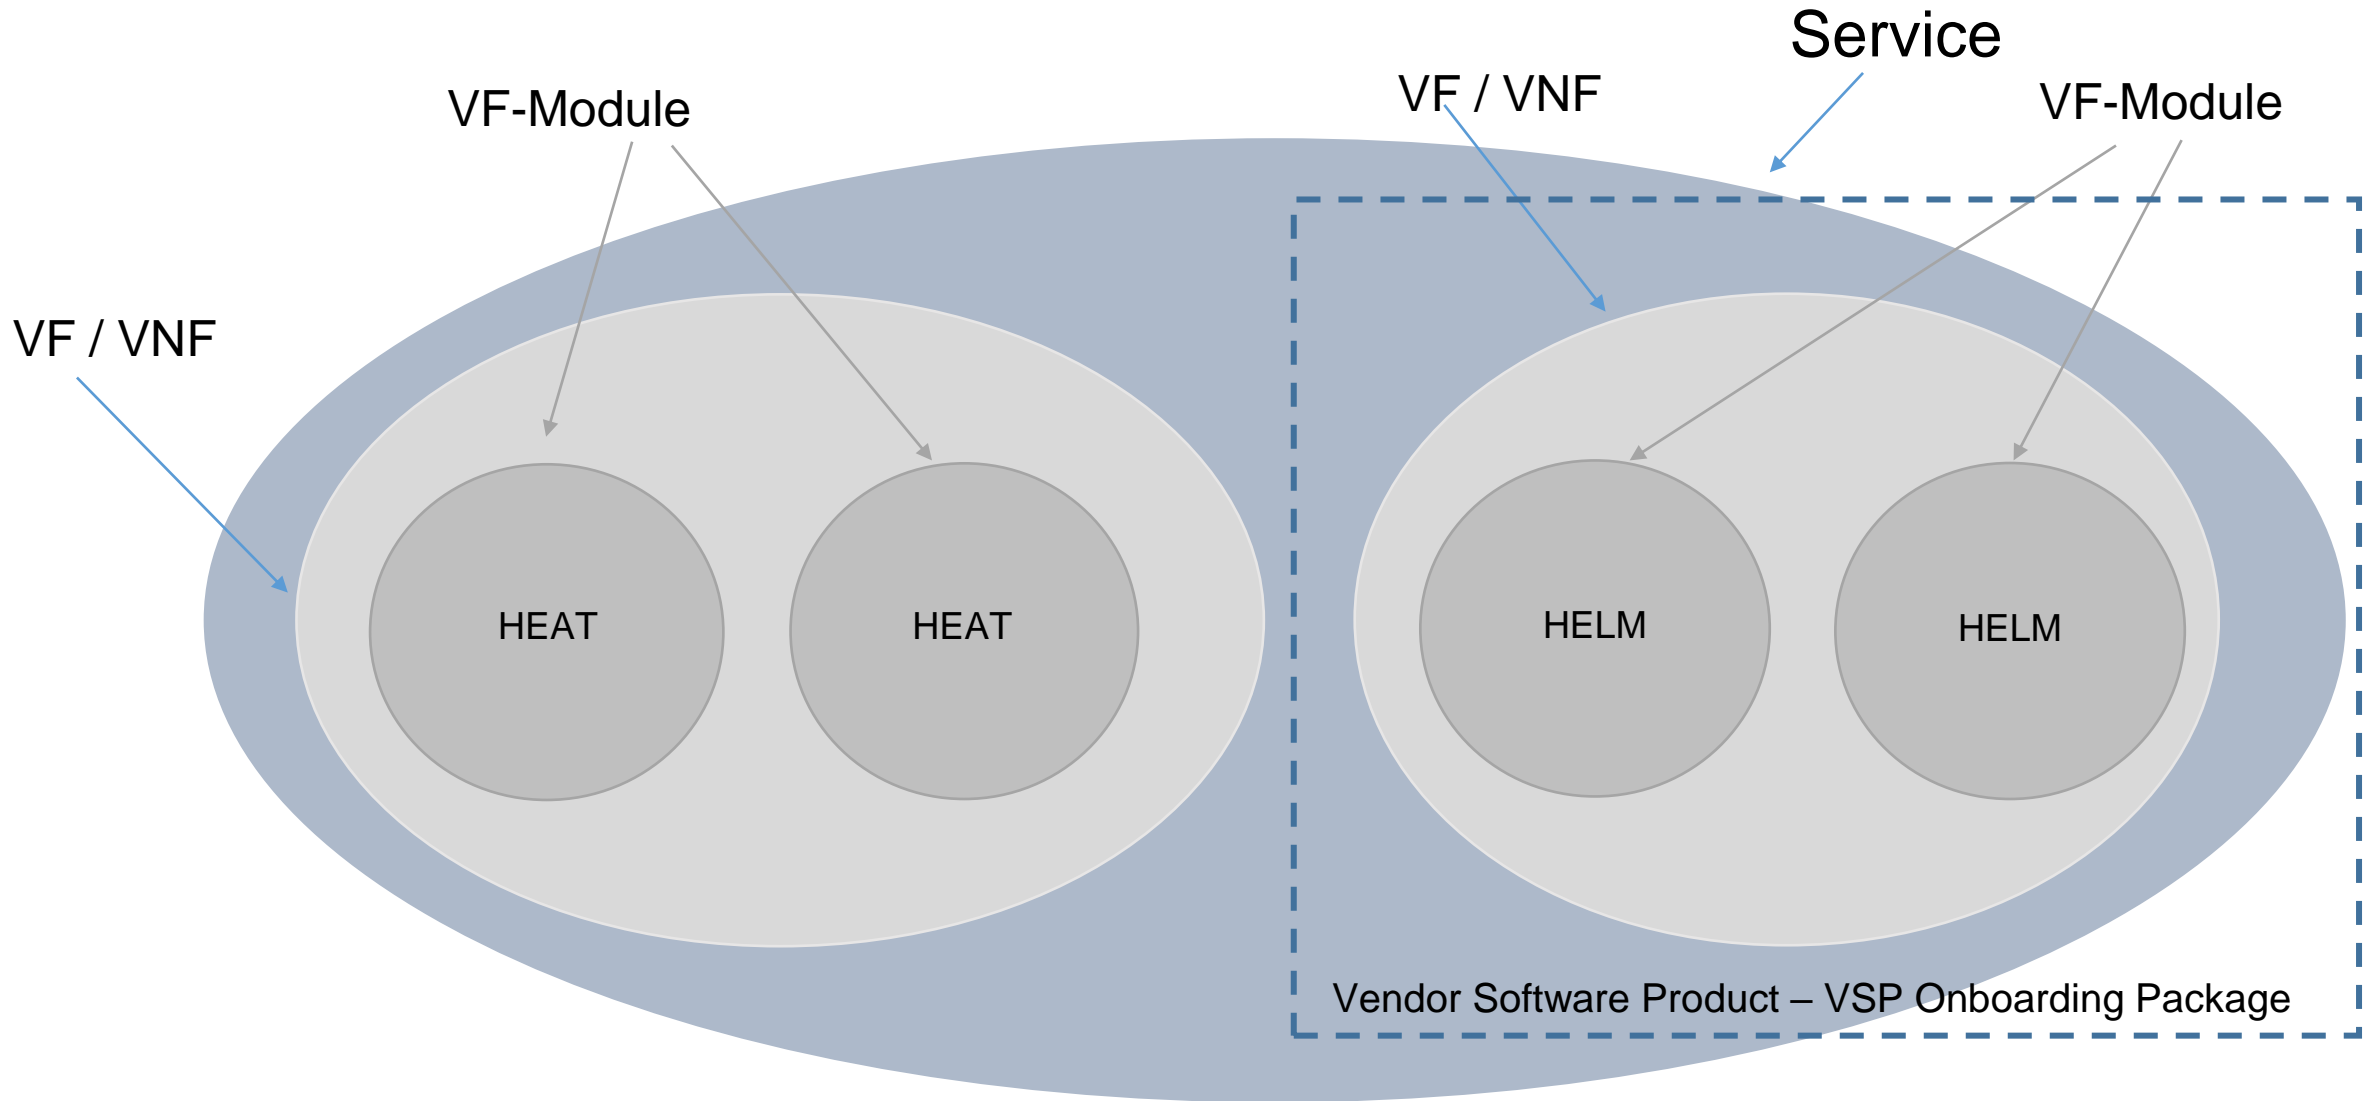 Service
VF / VNF
VF-Module
VF-Module
VF / VNF
HEAT
HEAT
HELM
HELM
Vendor Software Product – VSP Onboarding Package